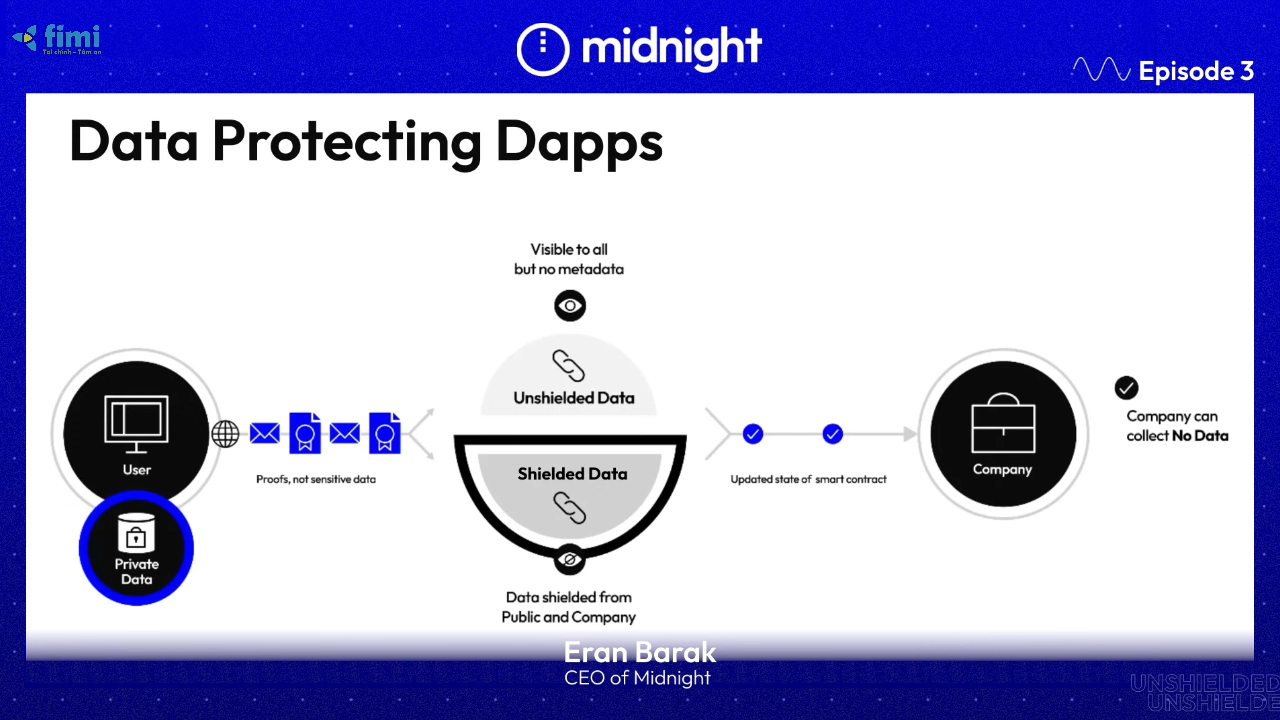 fimi
Tài chính - Tâm an
midnight
Episode 3
Data Protecting Dapps
Visible to all
but no metadata
Unshielded Data
Shielded Data
Data shielded from
Public and Company
User
Private
Data
Proofs, not sensitive data
Updated state of smart contract
Company
Company can
collect No Data
Eran Barak
CEO of Midnight
UNSHIELDED
UNSHIELDE